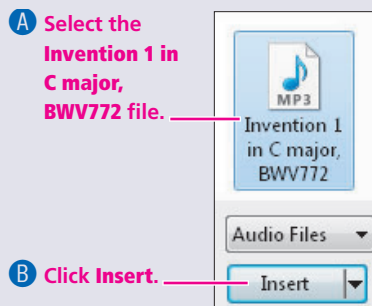 A Select the
Invention 1 in
C major,
BWV772 file.
MP3
Invention 1
in C major,
BWV772
Audio Files
B Click Insert.
Insert